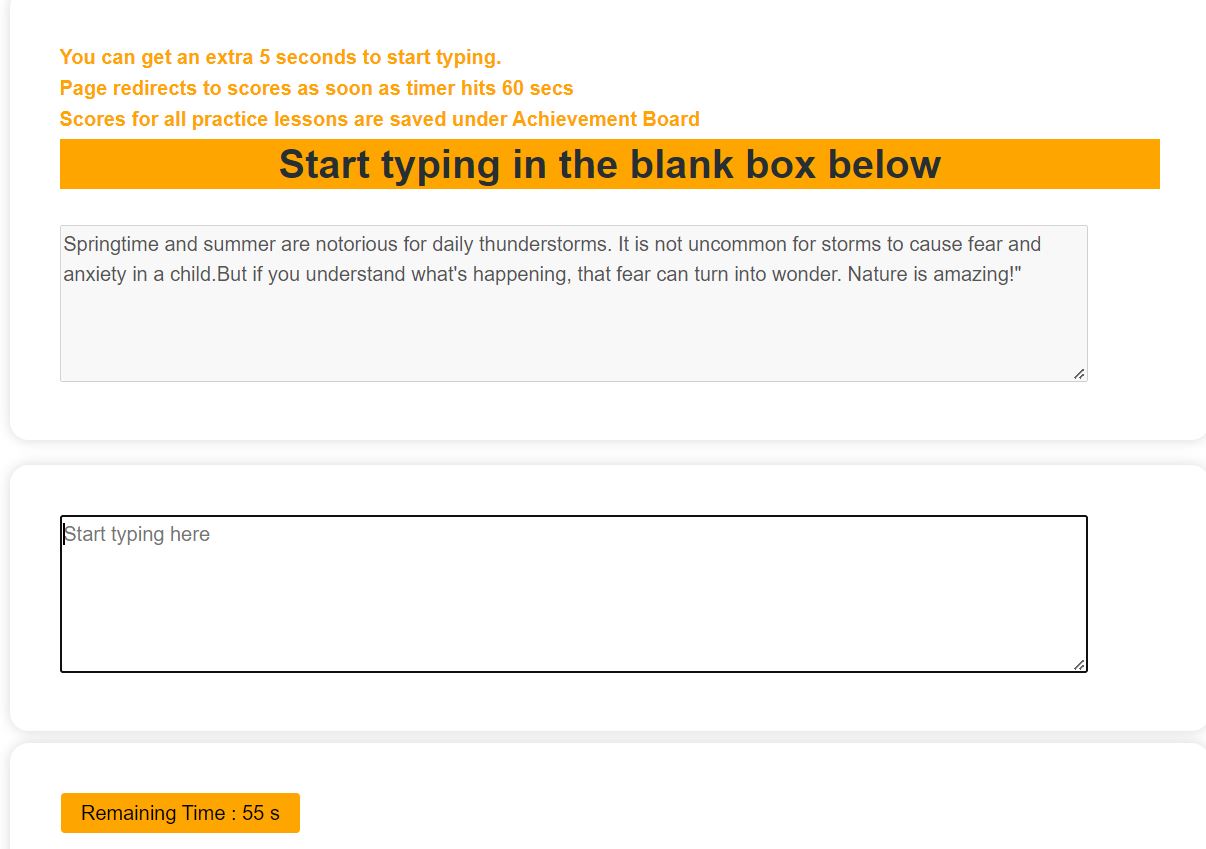 You can get an extra 5 seconds to start typing.
Page redirects to scores as soon as timer hits 60 secs
Scores for all practice lessons are saved under Achievement Board
Start typing in the blank box below
Springtime and summer are notorious for daily thunderstorms. It is not uncommon for storms to cause fear and
anxiety in a child.But if you understand what's happening, that fear can turn into wonder. Nature is amazing!"
Start typing here
Remaining Time : 55 s